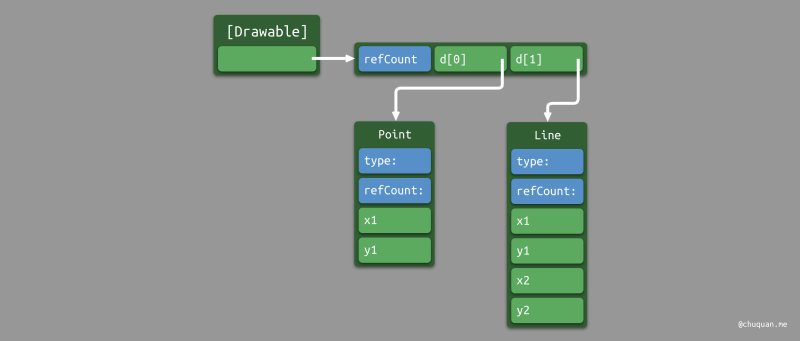 [Drawable]
refCount d[0] d[1]
Point
type:
refCount:
x1
y1
Line
type:
refCount:
x1
y1
x2
y2
@chuquan.me